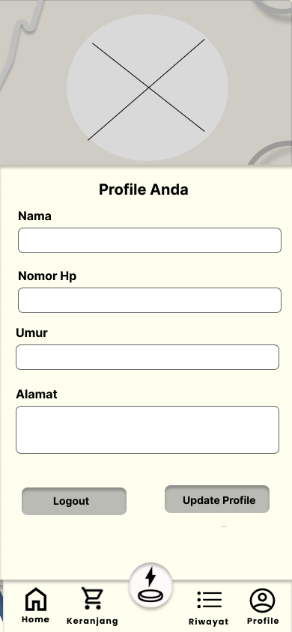 Profile Anda
Nama
Nomor Hp
Umur
Alamat
Logout
Update Profile
Home
Keranjang
Riwayat
Profile